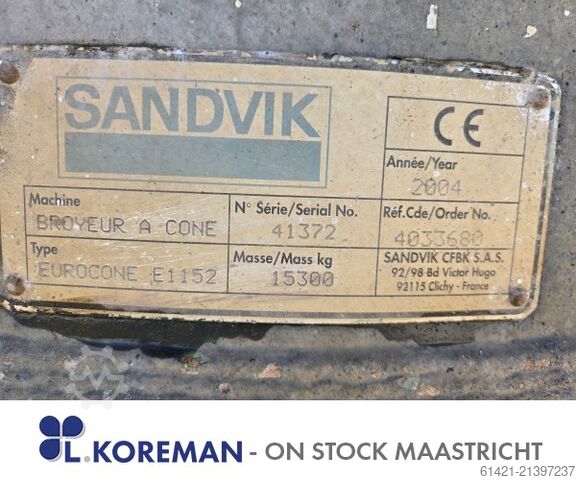 SANDVIK
CE
Année/Year
2004
Machine
BROYEUR A CONE
N° Série/Serial No.
41372
Réf.Cde/Order No.
4033680
Type
EUROCONE E1152
Masse/Mass kg
15300
SANDVIK CFBK S.A.S.
92/98 Bd Victor Hugo
92115 Clichy - France
L.KOREMAN - ON STOCK MAASTRICHT
61421-21397237